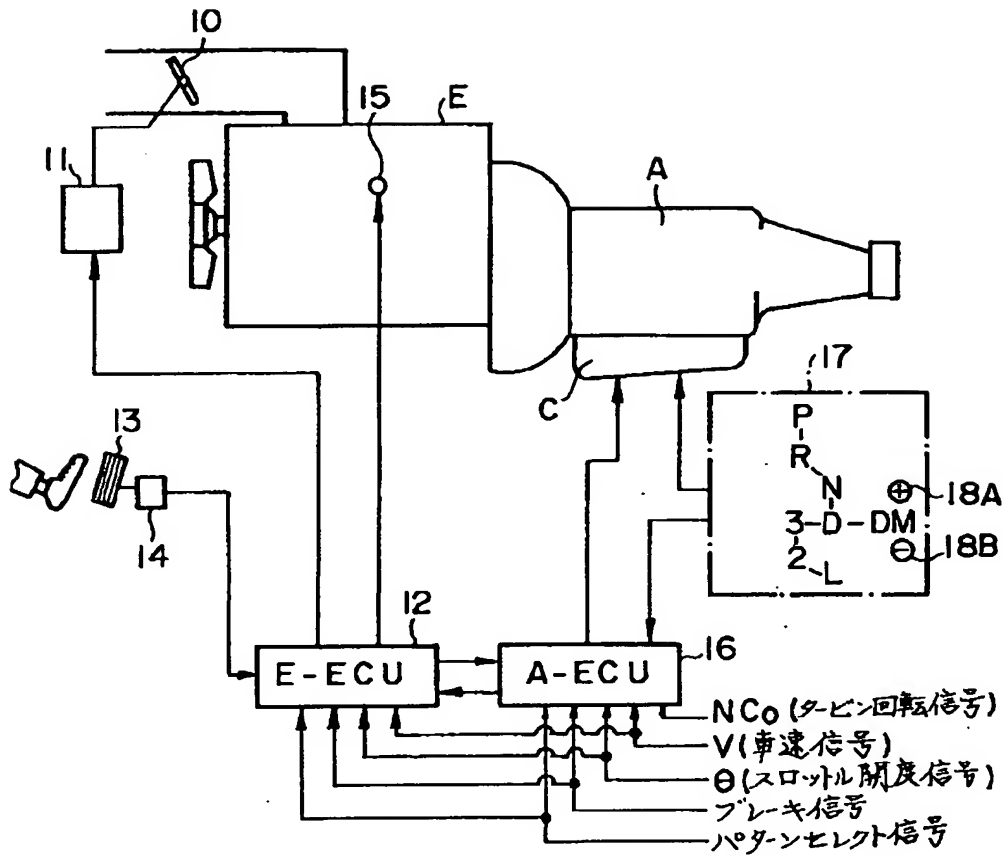 10
15
E
11
A
C
17
P
R
N
⊕ 18A
3-D-DM
⊖ 18B
2-L
13
14
12
E-ECU
A-ECU
16
NCo (タービン回転信号)
V (車速信号)
θ (スロットル開度信号)
ブレーキ信号
パターンセレクト信号